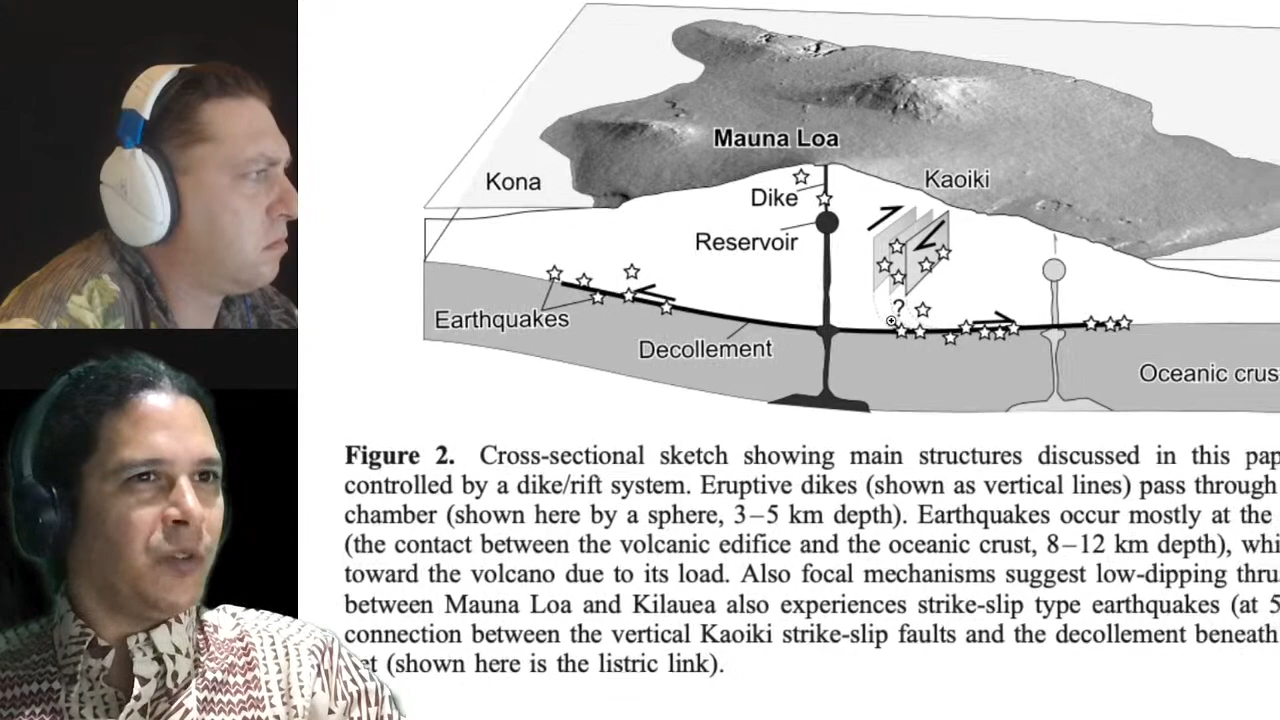 Mauna Loa
Kona
Kaoiki
Dike
Reservoir
?
Earthquakes
Decollement
Oceanic
Figure 2. Cross-sectional sketch showing main structures discussed in this
controlled by a dike/rift system. Eruptive dikes (shown as vertical lines) pass through
chamber (shown here by a sphere, 3–5 km depth). Earthquakes occur mostly at the
(the contact between the volcanic edifice and the oceanic crust, 8–12 km depth),
toward the volcano due to its load. Also focal mechanisms suggest low-dipping
between Mauna Loa and Kilauea also experiences strike-slip type earthquakes (at 5
connection between the vertical Kaoiki strike-slip faults and the decollement beneath
(shown here is the listric link).